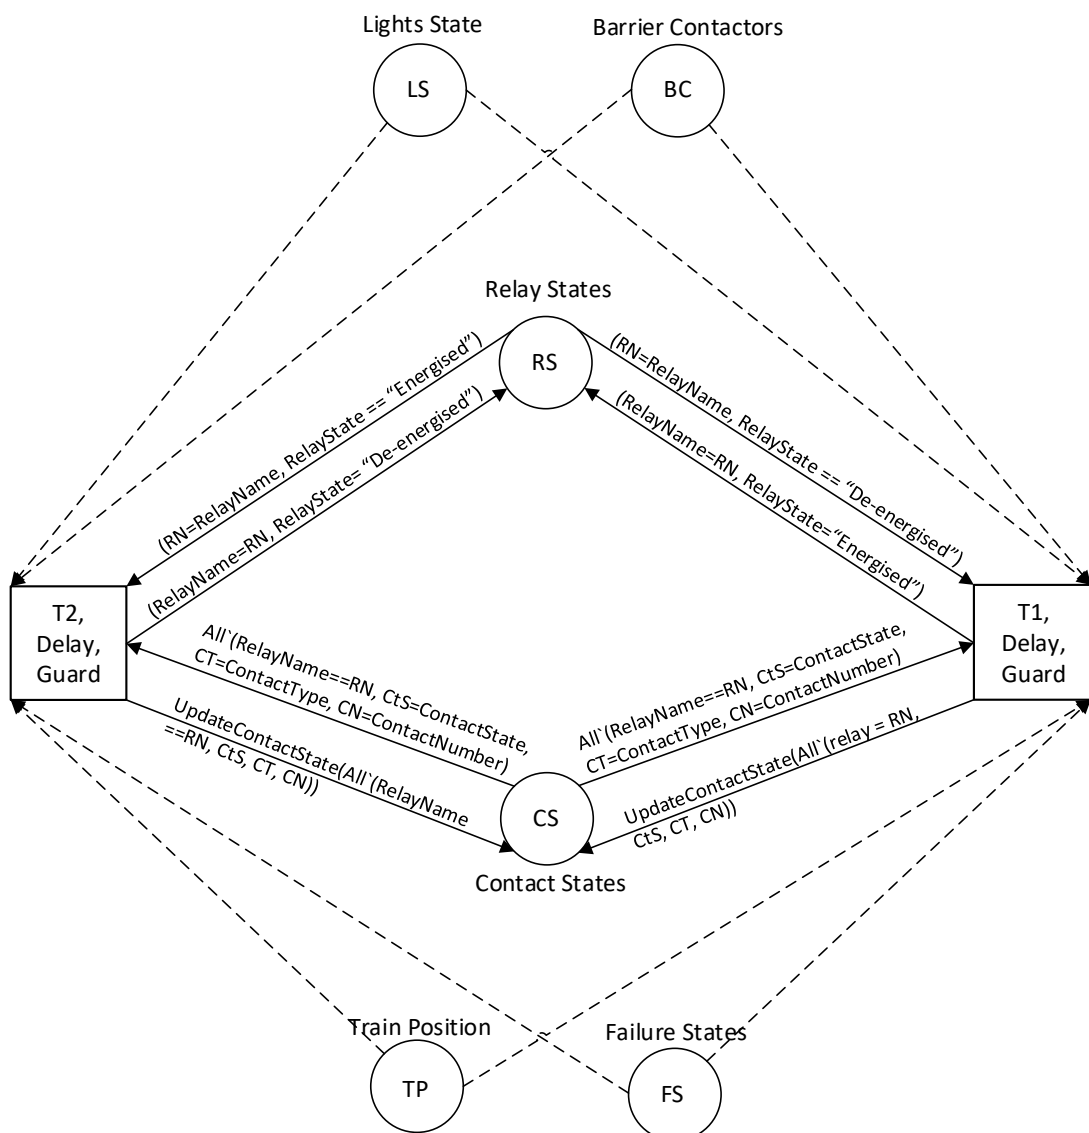 Lights State
Barrier Contactors
LS
BC
Relay States
RS
(RN=RelayName, RelayState == “Energised”)
(RelayName=RN, RelayState= “De-energised”)
(RN=RelayName, RelayState == “De-energised”)
(RelayName=RN, RelayState=“Energised”)
T2,
Delay,
Guard
T1,
Delay,
Guard
All`(RelayName==RN, CtS=ContactState,
CT=ContactType, CN=ContactNumber)
UpdateContactState(All`(RelayName
==RN, CtS, CT, CN))
All`(RelayName==RN, CtS=ContactState,
CT=ContactType, CN=ContactNumber)
UpdateContactState(All`(relay = RN,
CtS, CT, CN))
CS
Contact States
Train Position
Failure States
TP
FS